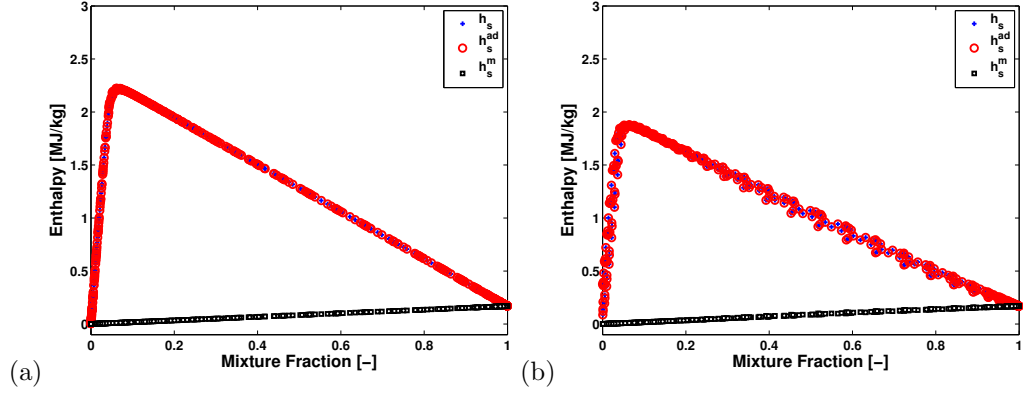 3
2.5
2
1.5
1
0.5
0
Enthalpy [MJ/kg]
0 0.2 0.4 0.6 0.8 1
Mixture Fraction [−]
h_s
h_s^ad
h_s^m
(a)
3
2.5
2
1.5
1
0.5
0
Enthalpy [MJ/kg]
0 0.2 0.4 0.6 0.8 1
Mixture Fraction [−]
h_s
h_s^ad
h_s^m
(b)